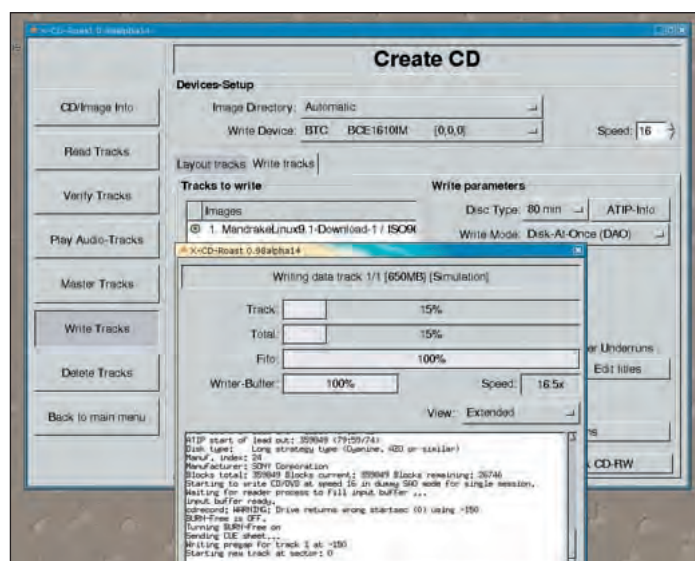 X-CD-Roast 0.98alpha14
Create CD
Devices-Setup
CD/Image Info
Image Directory: Automatic
Write Device: BTC BCE1610IM [0,0,0]
Speed: 16
Read Tracks
Layout tracks Write tracks
Tracks to write
Write parameters
Verify Tracks
Images
Disc Type: 80 min
ATIP-Info
1. MandrakeLinux9.1-Download-1 / ISO9
Write Mode: Disk-At-Once (DAO)
Play Audio-Tracks
X-CD-Roast 0.98alpha14
Writing data track 1/1 [650MB] [Simulation]
Master Tracks
Track: 15%
Write Tracks
Total: 15%
Fifo: 100%
er Underruns
Delete Tracks
Edit titles
Writer-Buffer: 100%
Speed: 16.5x
Back to main menu
View: Extended
ns
CD-RW
ATIP start of lead out: 359849 (79:59/74)
Disk type: Long strategy type (Cyanine, AZO or similar)
Manuf. index: 24
Manufacturer: SONY Corporation
Blocks total: 359849 Blocks current: 359849 Blocks remaining: 26746
Starting to write CD/DVD at speed 16 in dummy SAO mode for single session.
Waiting for reader process to fill input buffer ...
input buffer ready.
cdrecord: WARNING: Drive returns wrong startsec (0) using -150
BURN-Free is OFF.
Turning BURN-Free on
Sending CUE sheet...
Writing pregap for track 1 at -150
Starting new track at sector: 0